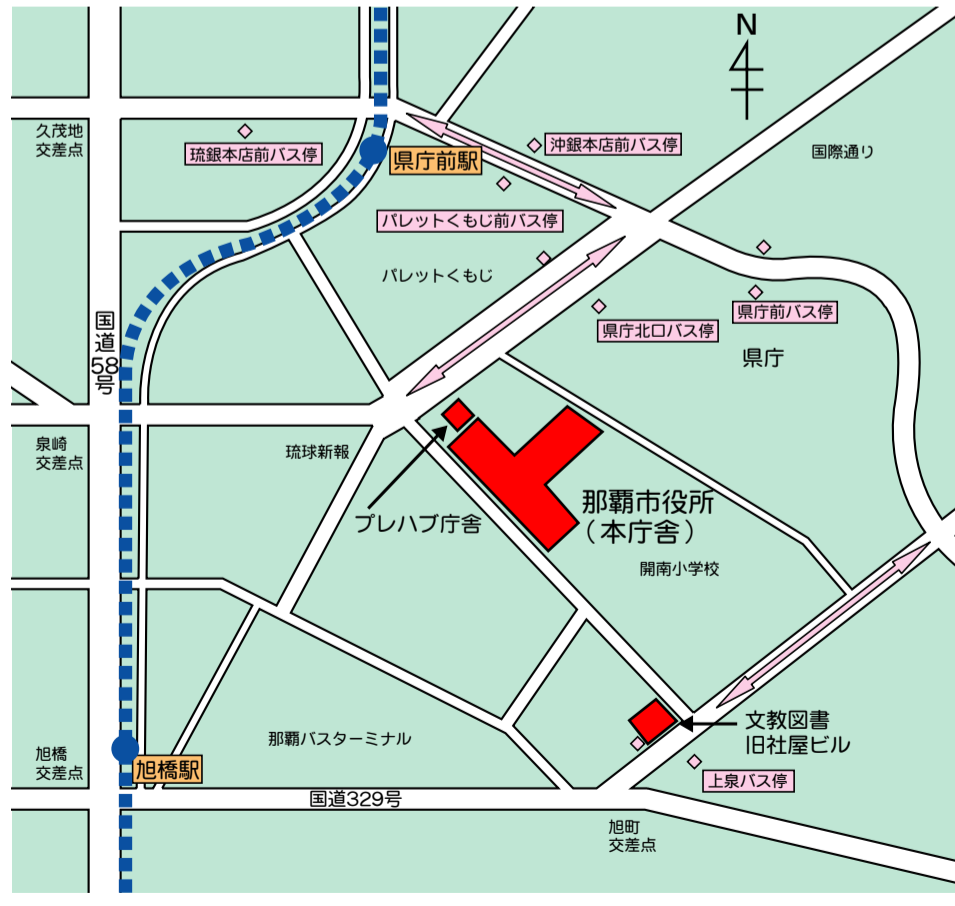 N
久茂地
交差点
琉銀本店前バス停
県庁前駅
沖銀本店前バス停
国際通り
パレットくもじ前バス停
パレットくもじ
県庁前バス停
県庁北口バス停
県庁
国道58号
泉崎
交差点
琉球新報
プレハブ庁舎
那覇市役所
（本庁舎）
開南小学校
文教図書
旧社屋ビル
那覇バスターミナル
旭橋
交差点
旭橋駅
上泉バス停
国道329号
旭町
交差点